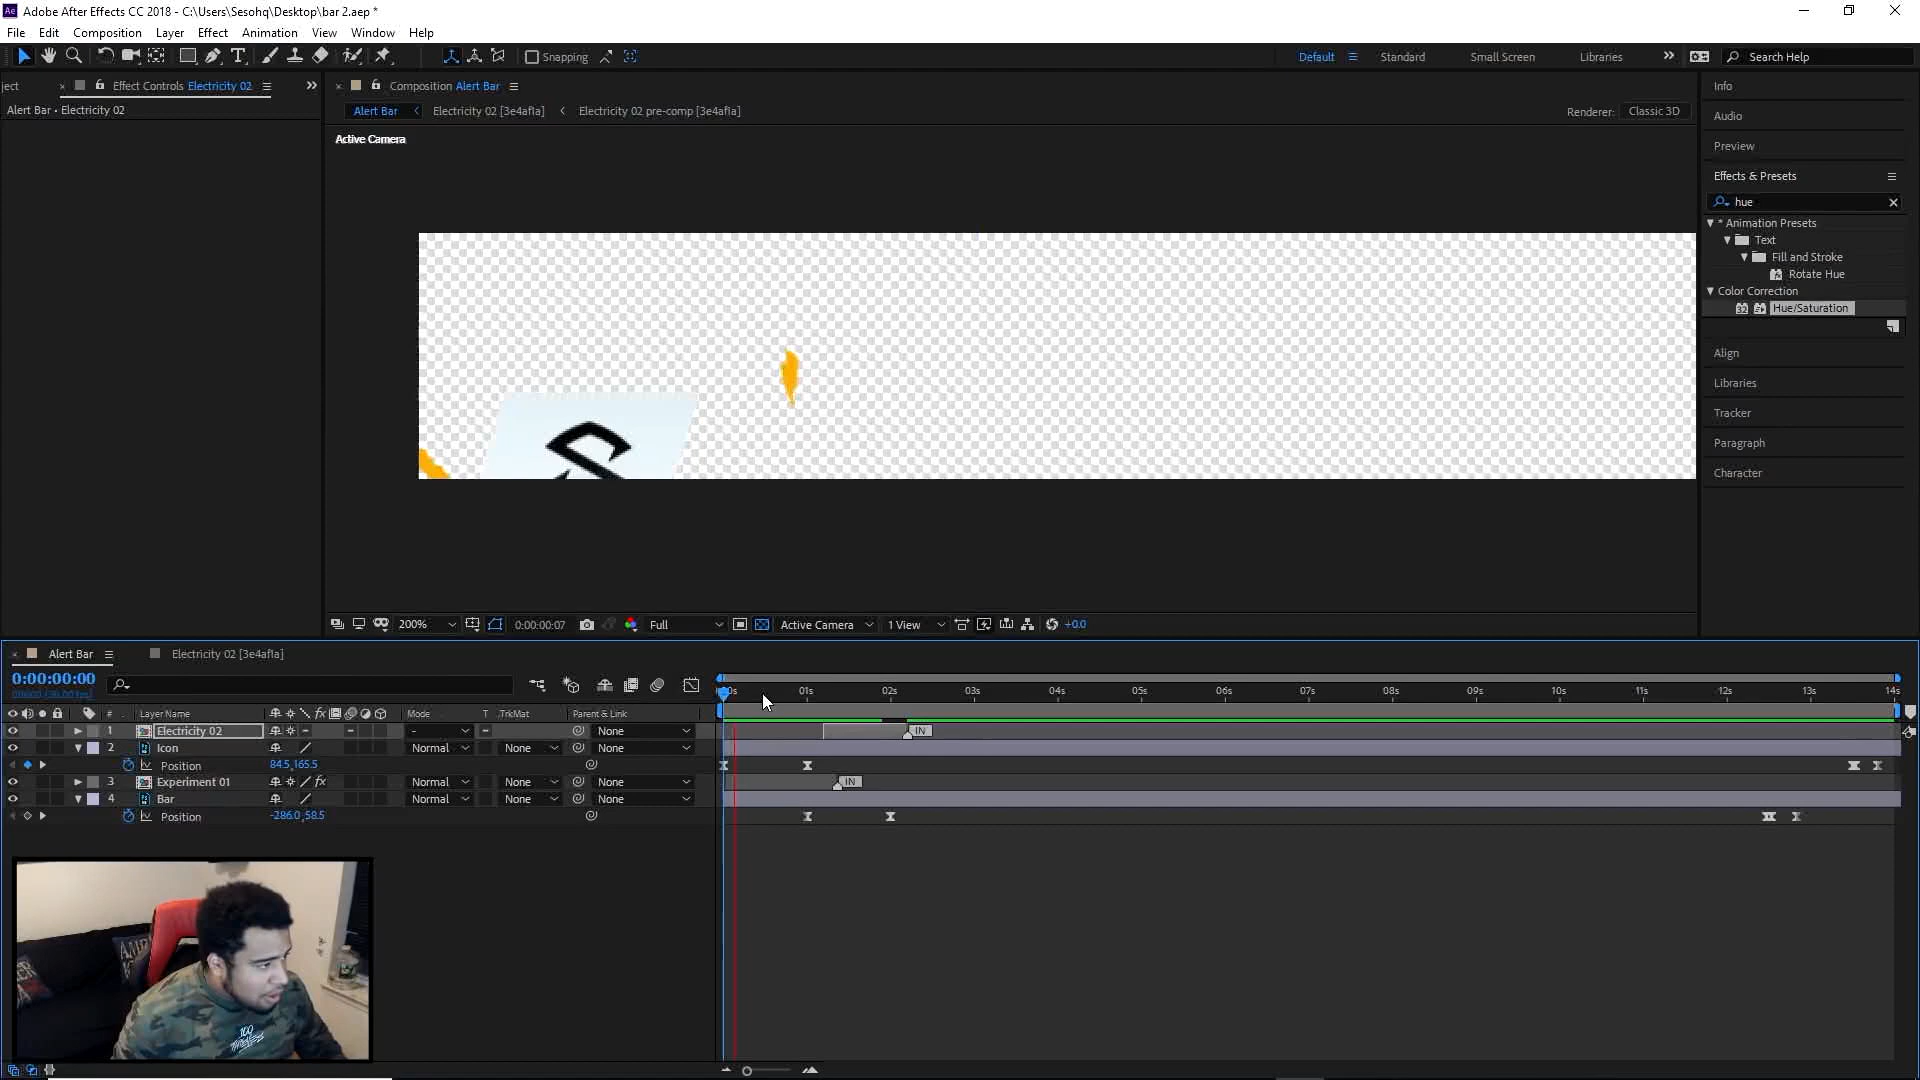 Adobe After Effects CC 2018 - C:\Users\Sesohq\Desktop\bar 2.aep *
File Edit Composition Layer Effect Animation View Window Help
Snapping Default Standard Small Screen Libraries Search Help
ject Effect Controls Electricity 02
Composition Alert Bar
Alert Bar • Electricity 02
Alert Bar Electricity 02 [3e4af1a] Electricity 02 pre-comp [3e4af1a] Renderer: Classic 3D
Active Camera
Info
Audio
Preview
Effects & Presets
hue
* Animation Presets
Text
Fill and Stroke
Rotate Hue
Color Correction
32 Hue/Saturation
Align
Libraries
Tracker
Paragraph
Character
200% 0:00:00:07 Full Active Camera 1 View +0.0
Alert Bar Electricity 02 [3e4af1a]
0:00:00:00
01s 02s 03s 04s 05s 06s 07s 08s 09s 10s 11s 12s 13s 14s
# Layer Name Mode T .TrkMat Parent & Link
1 Electricity 02 - None IN
2 Icon Normal None None
Position 84.5,165.5
3 Experiment 01 Normal None None IN
4 Bar Normal None None
Position -286.0,58.5
100